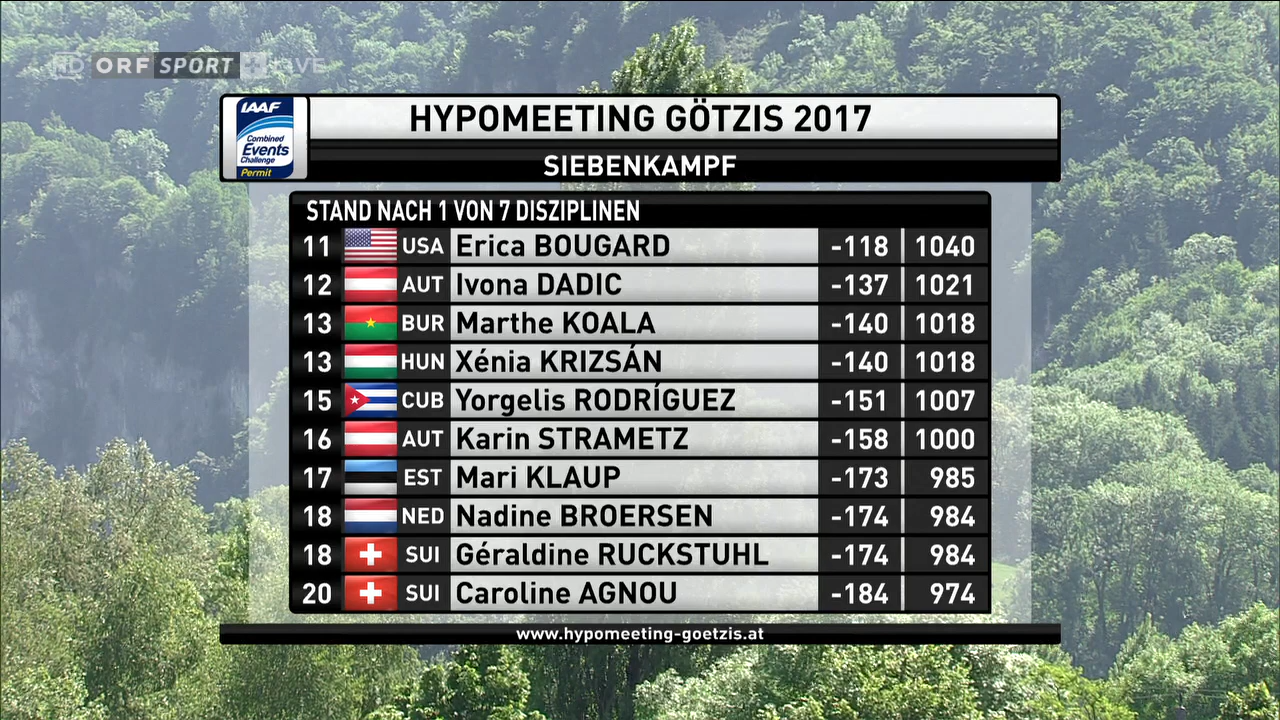 HD ORF SPORT + LIVE
IAAF
Combined
Events
Challenge
Permit
HYPOMEETING GÖTZIS 2017
SIEBENKAMPF
STAND NACH 1 VON 7 DISZIPLINEN
11 USA Erica BOUGARD -118 1040
12 AUT Ivona DADIC -137 1021
13 BUR Marthe KOALA -140 1018
13 HUN Xénia KRIZSÁN -140 1018
15 CUB Yorgelis RODRÍGUEZ -151 1007
16 AUT Karin STRAMETZ -158 1000
17 EST Mari KLAUP -173 985
18 NED Nadine BROERSEN -174 984
18 SUI Géraldine RUCKSTUHL -174 984
20 SUI Caroline AGNOU -184 974
www.hypomeeting-goetzis.at